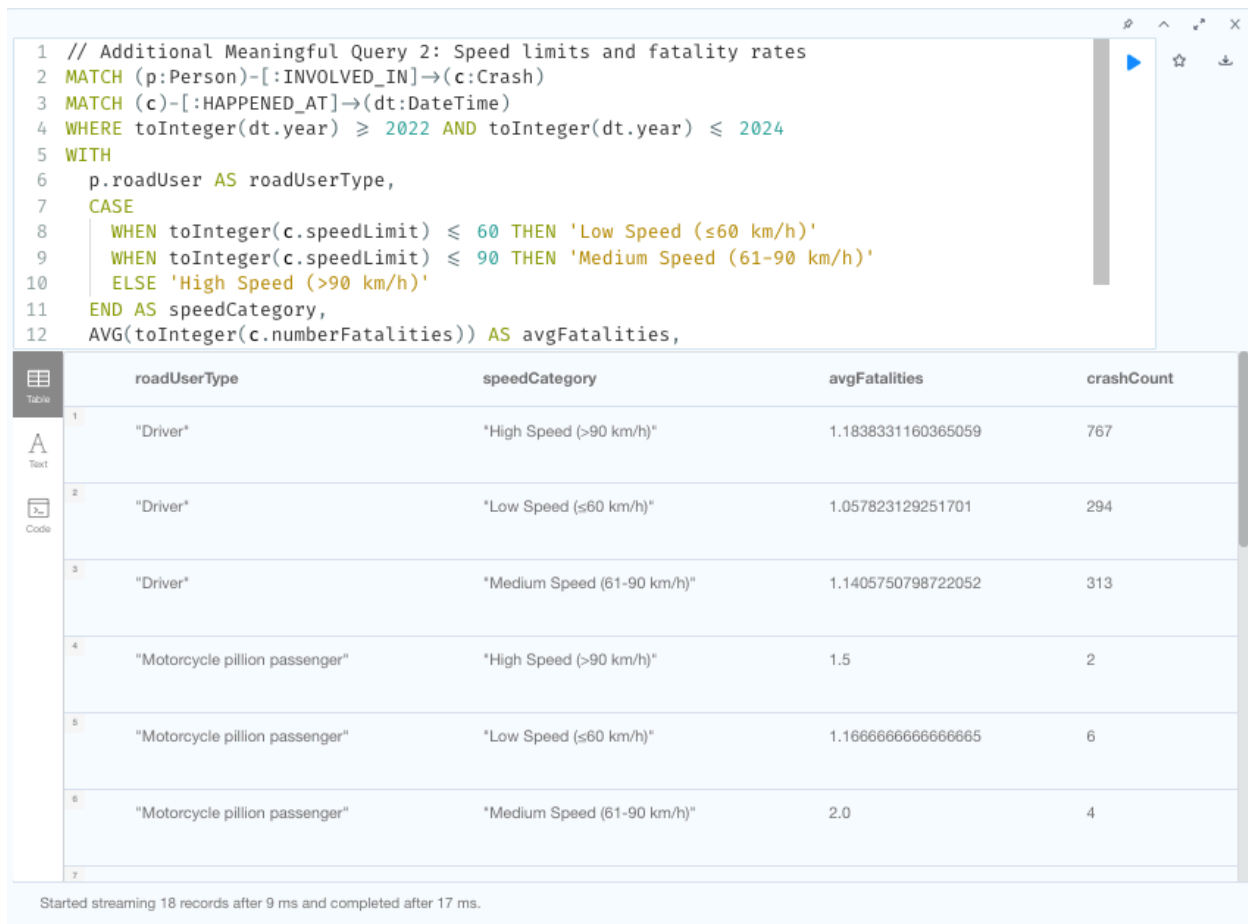 1 // Additional Meaningful Query 2: Speed limits and fatality rates
2 MATCH (p:Person)-[:INVOLVED_IN]→(c:Crash)
3 MATCH (c)-[:HAPPENED_AT]→(dt:DateTime)
4 WHERE toInteger(dt.year) ⩾ 2022 AND toInteger(dt.year) ⩽ 2024
5 WITH
6 p.roadUser AS roadUserType,
7 CASE
8 WHEN toInteger(c.speedLimit) ⩽ 60 THEN 'Low Speed (≤60 km/h)'
9 WHEN toInteger(c.speedLimit) ⩽ 90 THEN 'Medium Speed (61-90 km/h)'
10 ELSE 'High Speed (>90 km/h)'
11 END AS speedCategory,
12 AVG(toInteger(c.numberFatalities)) AS avgFatalities,
Table
Text
Code
roadUserType speedCategory avgFatalities crashCount
1 "Driver" "High Speed (>90 km/h)" 1.1838331160365059 767
2 "Driver" "Low Speed (≤60 km/h)" 1.057823129251701 294
3 "Driver" "Medium Speed (61-90 km/h)" 1.1405750798722052 313
4 "Motorcycle pillion passenger" "High Speed (>90 km/h)" 1.5 2
5 "Motorcycle pillion passenger" "Low Speed (≤60 km/h)" 1.1666666666666665 6
6 "Motorcycle pillion passenger" "Medium Speed (61-90 km/h)" 2.0 4
7
Started streaming 18 records after 9 ms and completed after 17 ms.